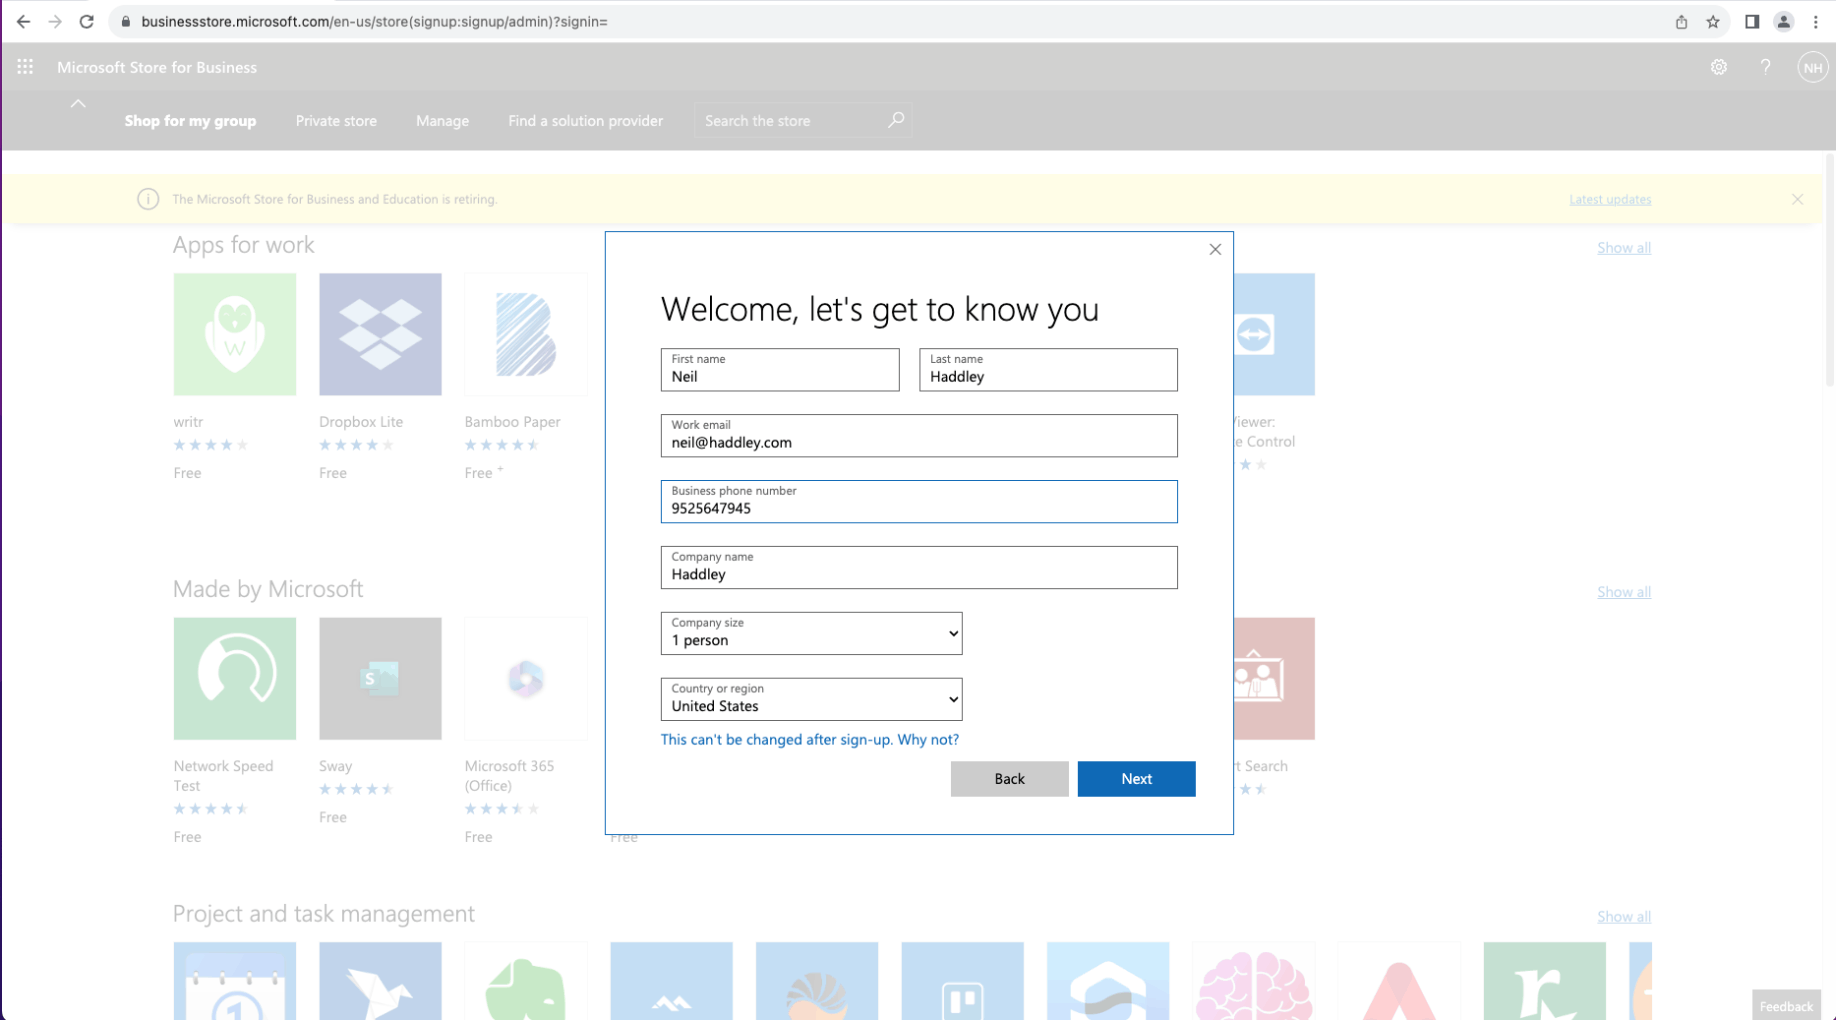 businessstore.microsoft.com/en-us/store(signup:signup/admin)?signin=
Microsoft Store for Business
?
NH
Shop for my group
Private store
Manage
Find a solution provider
Search the store
The Microsoft Store for Business and Education is retiring.
Latest updates
Apps for work
Show all
W
writr
Dropbox Lite
Bamboo Paper
Viewer:
e Control
Free
Free
Free +
Welcome, let's get to know you
First name
Neil
Last name
Haddley
Work email
neil@haddley.com
Business phone number
9525647945
Company name
Haddley
Company size
1 person
Country or region
United States
This can't be changed after sign-up. Why not?
Back
Next
Made by Microsoft
Show all
S
Network Speed
Test
Sway
Microsoft 365
(Office)
rt Search
Free
Free
Free
Free
Project and task management
Show all
1
r
Feedback